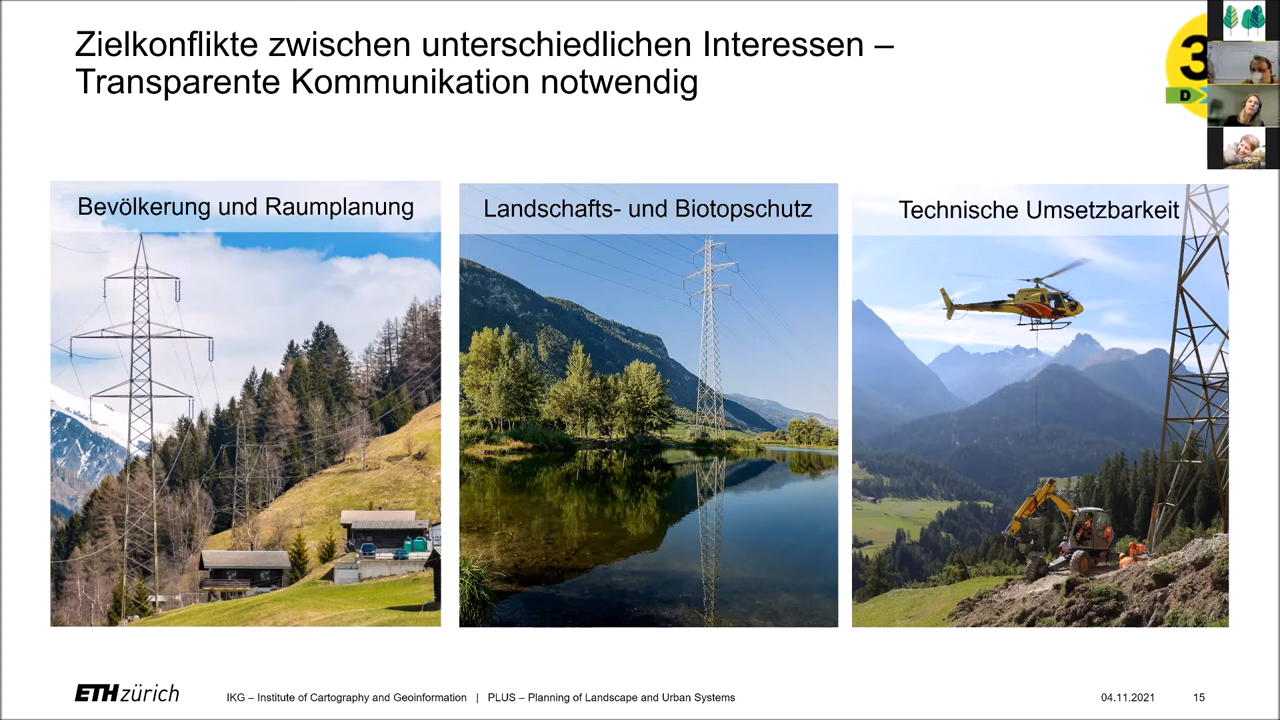 Zielkonflikte zwischen unterschiedlichen Interessen –
Transparente Kommunikation notwendig
3
D
Bevölkerung und Raumplanung
Landschafts- und Biotopschutz
Technische Umsetzbarkeit
ETH zürich
IKG – Institute of Cartography and Geoinformation | PLUS – Planning of Landscape and Urban Systems
04.11.2021
15